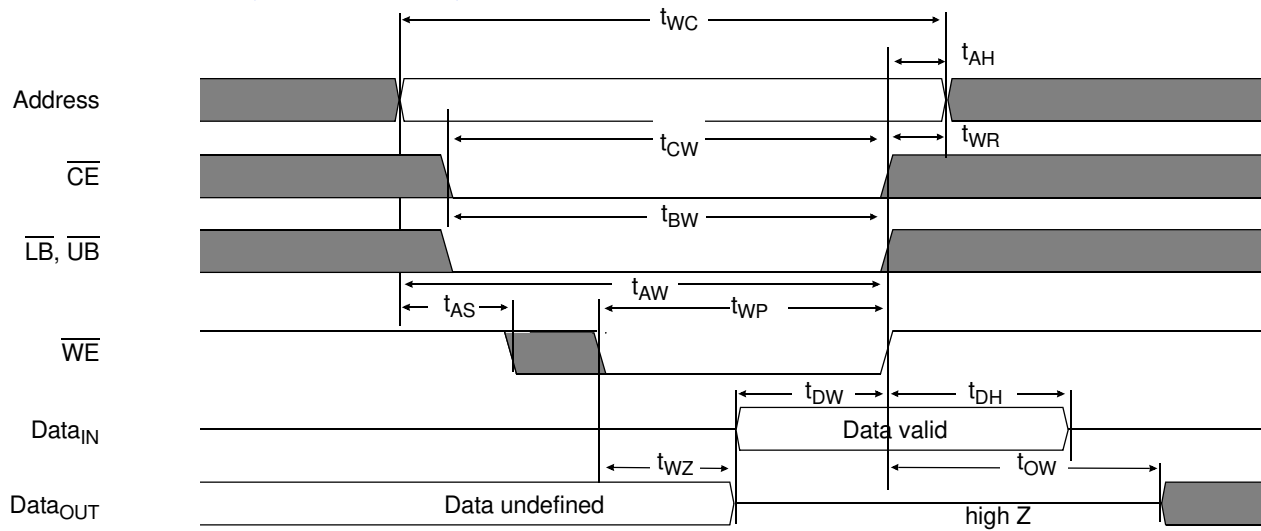 tWC
tAH
Address
tCW
tWR
CE
tBW
LB, UB
tAW
tAS
tWP
WE
tDW
tDH
DataIN
Data valid
tWZ
tOW
DataOUT
Data undefined
high Z